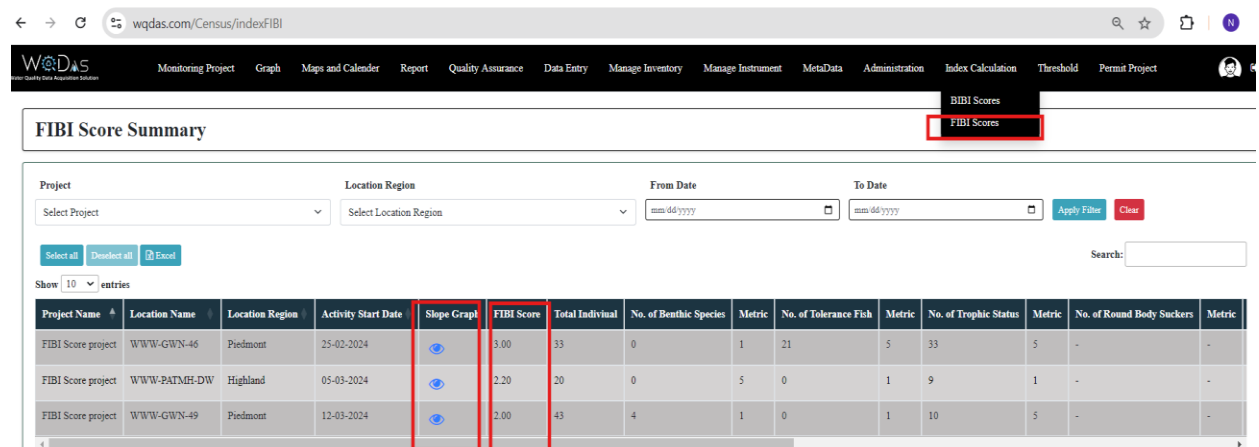 wqdas.com/Census/indexFIBI
N
WQDAS
Water Quality Data Acquisition Solution
Monitoring Project Graph Maps and Calender Report Quality Assurance Data Entry Manage Inventory Manage Instrument MetaData Administration Index Calculation Threshold Permit Project
BIBI Scores
FIBI Scores
FIBI Score Summary
Project Location Region From Date To Date
Select Project Select Location Region mm/dd/yyyy mm/dd/yyyy Apply Filter Clear
Select all Deselect all Excel Search:
Show 10 entries
Project Name Location Name Location Region Activity Start Date Slope Graph FIBI Score Total Indiviual No. of Benthic Species Metric No. of Tolerance Fish Metric No. of Trophic Status Metric No. of Round Body Suckers Metric
FIBI Score project WWW-GWN-46 Piedmont 25-02-2024 3.00 33 0 1 21 5 33 5 - -
FIBI Score project WWW-PATMH-DW Highland 05-03-2024 2.20 20 0 5 0 1 9 1 - -
FIBI Score project WWW-GWN-49 Piedmont 12-03-2024 2.00 43 4 1 0 1 10 5 - -